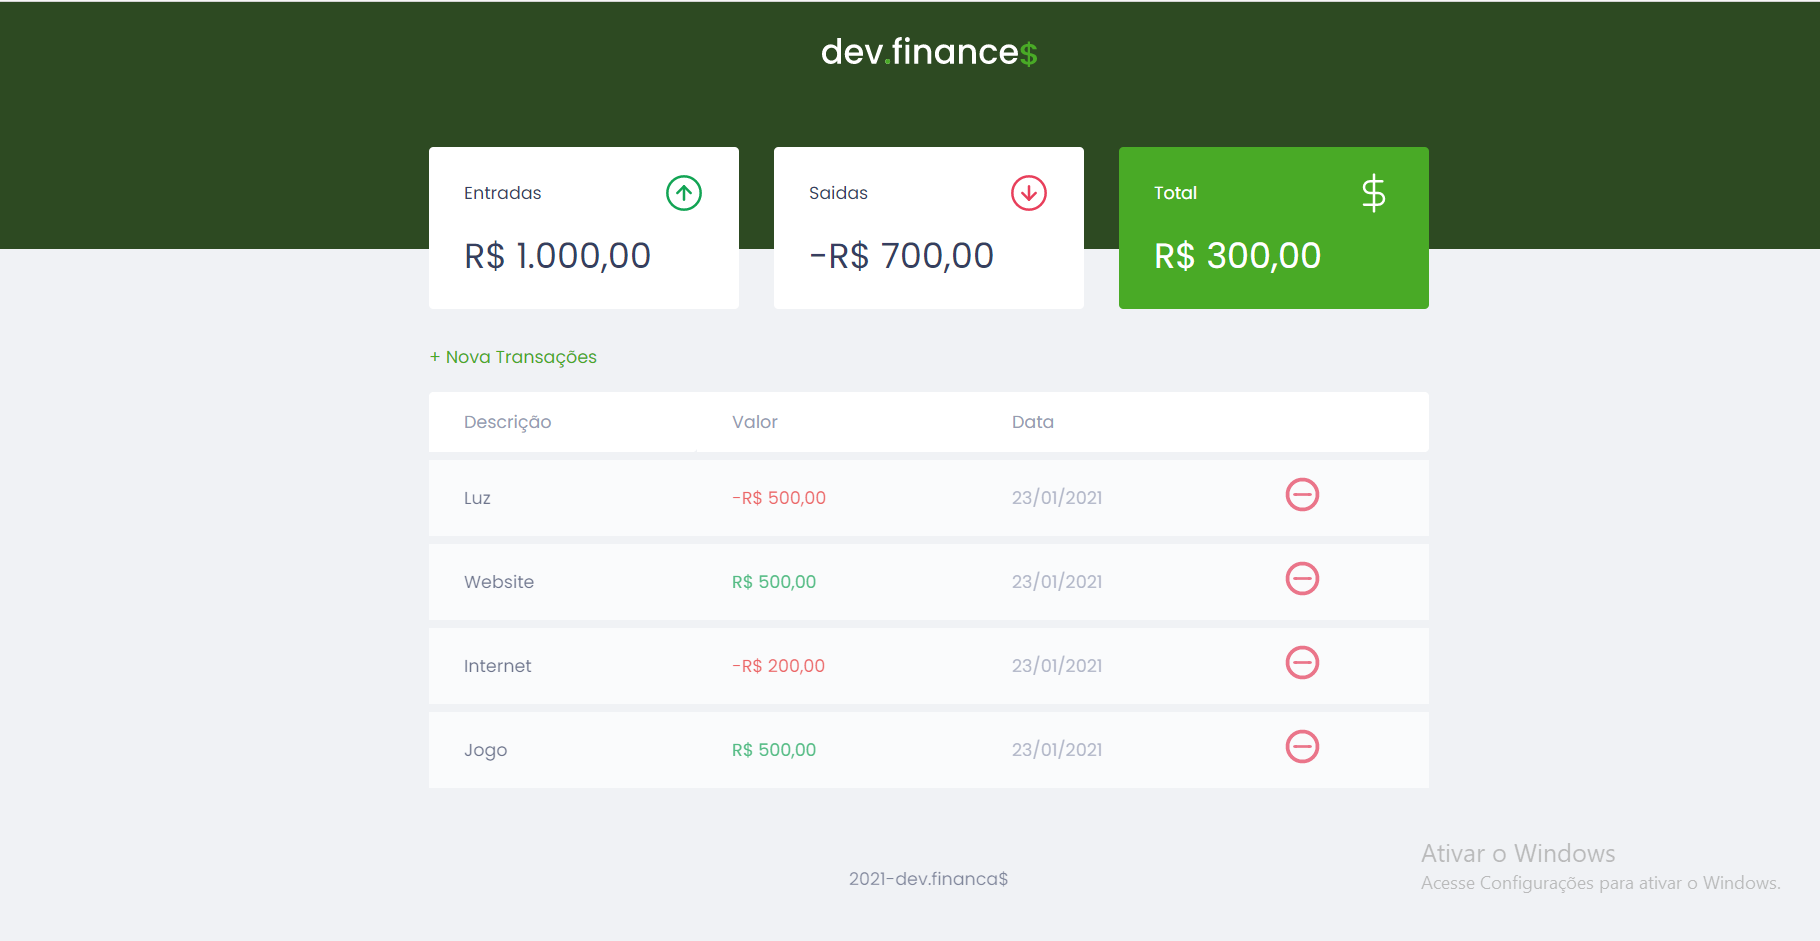 dev.finance$
Entradas
R$ 1.000,00
Saidas
-R$ 700,00
Total
$
R$ 300,00
+ Nova Transações
Descrição Valor Data
Luz -R$ 500,00 23/01/2021
Website R$ 500,00 23/01/2021
Internet -R$ 200,00 23/01/2021
Jogo R$ 500,00 23/01/2021
Ativar o Windows
Acesse Configurações para ativar o Windows.
2021-dev.financa$